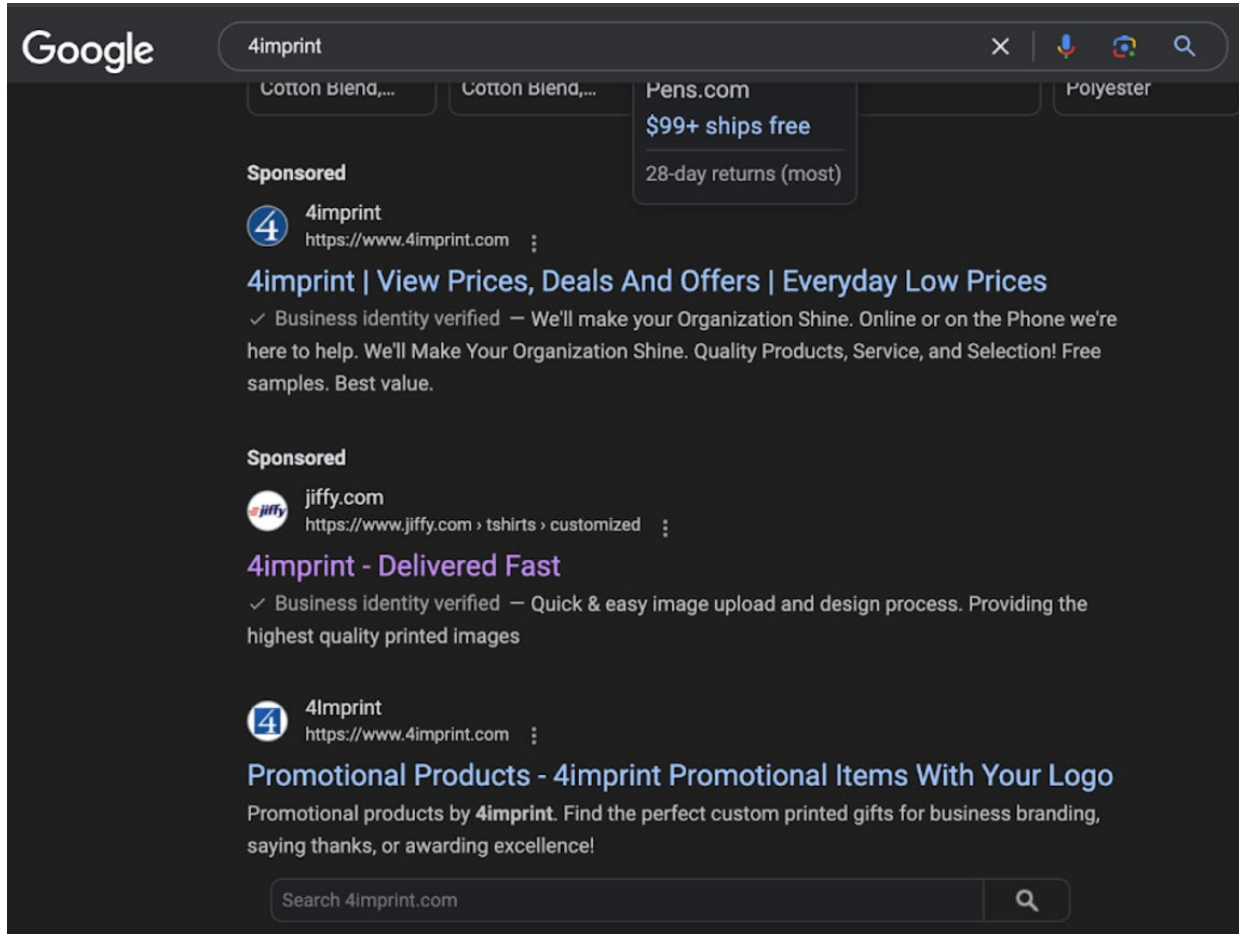 Google
4imprint
Cotton Blend,...
Cotton Blend,...
Pens.com
Polyester
$99+ ships free
28-day returns (most)
Sponsored
4
4imprint
https://www.4imprint.com
4imprint | View Prices, Deals And Offers | Everyday Low Prices
Business identity verified — We'll make your Organization Shine. Online or on the Phone we're
here to help. We'll Make Your Organization Shine. Quality Products, Service, and Selection! Free
samples. Best value.
Sponsored
jiffy
jiffy.com
https://www.jiffy.com › tshirts › customized
4imprint - Delivered Fast
Business identity verified — Quick & easy image upload and design process. Providing the
highest quality printed images
4
4Imprint
https://www.4imprint.com
Promotional Products - 4imprint Promotional Items With Your Logo
Promotional products by 4imprint. Find the perfect custom printed gifts for business branding,
saying thanks, or awarding excellence!
Search 4imprint.com